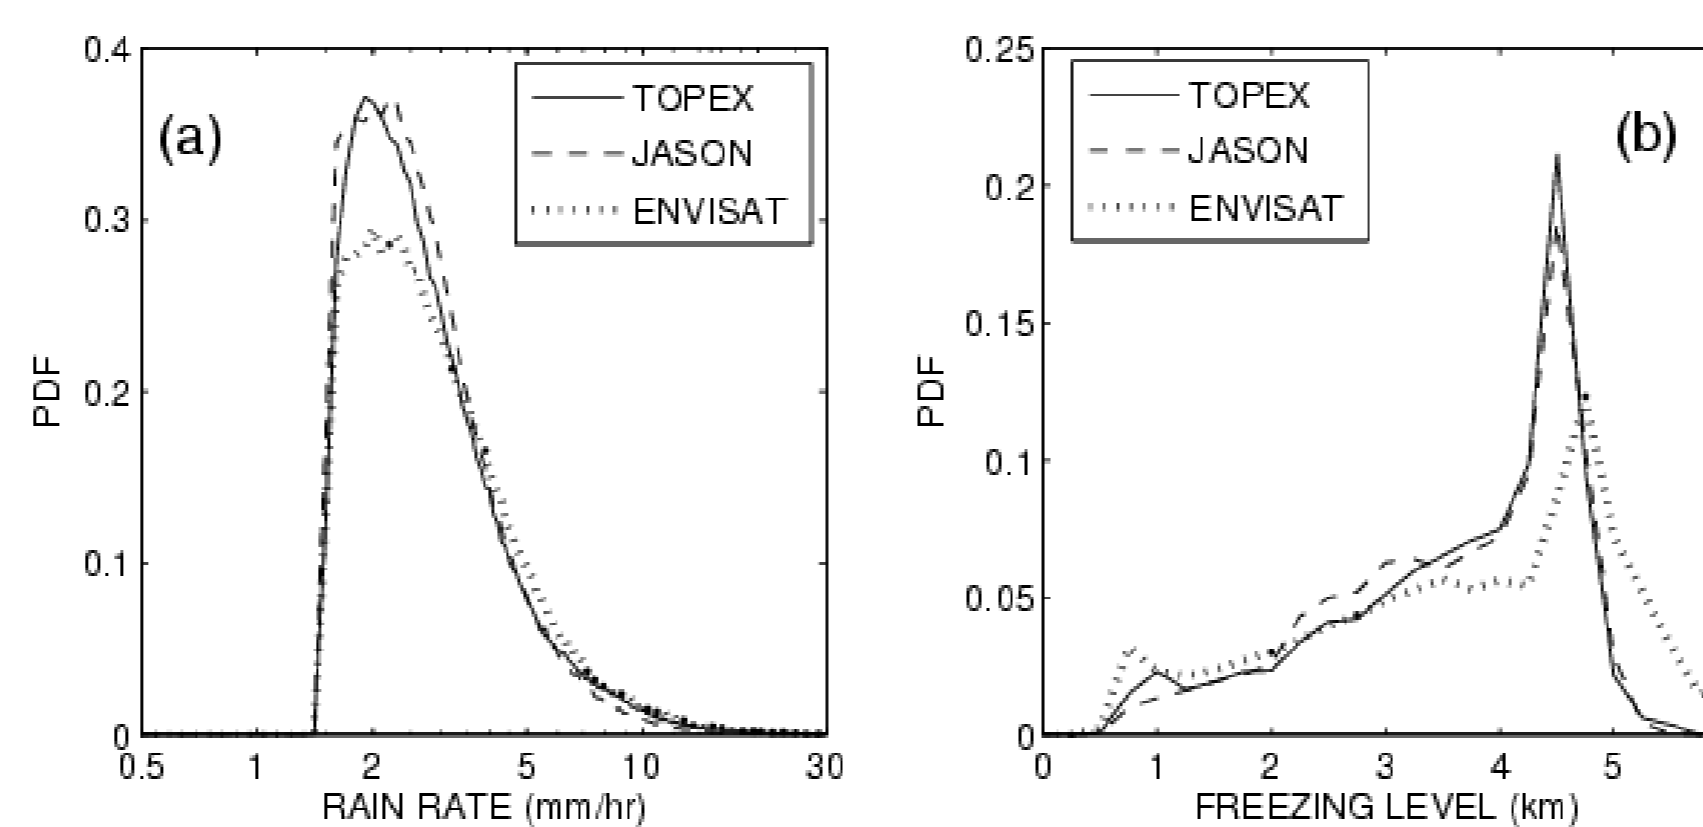 0.4
0.3
0.2
0.1
0
PDF
(a)
TOPEX
JASON
ENVISAT
0.5 1 2 5 10 30
RAIN RATE (mm/hr)
0.25
0.2
0.15
0.1
0.05
0
PDF
TOPEX
JASON
ENVISAT
(b)
0 1 2 3 4 5
FREEZING LEVEL (km)